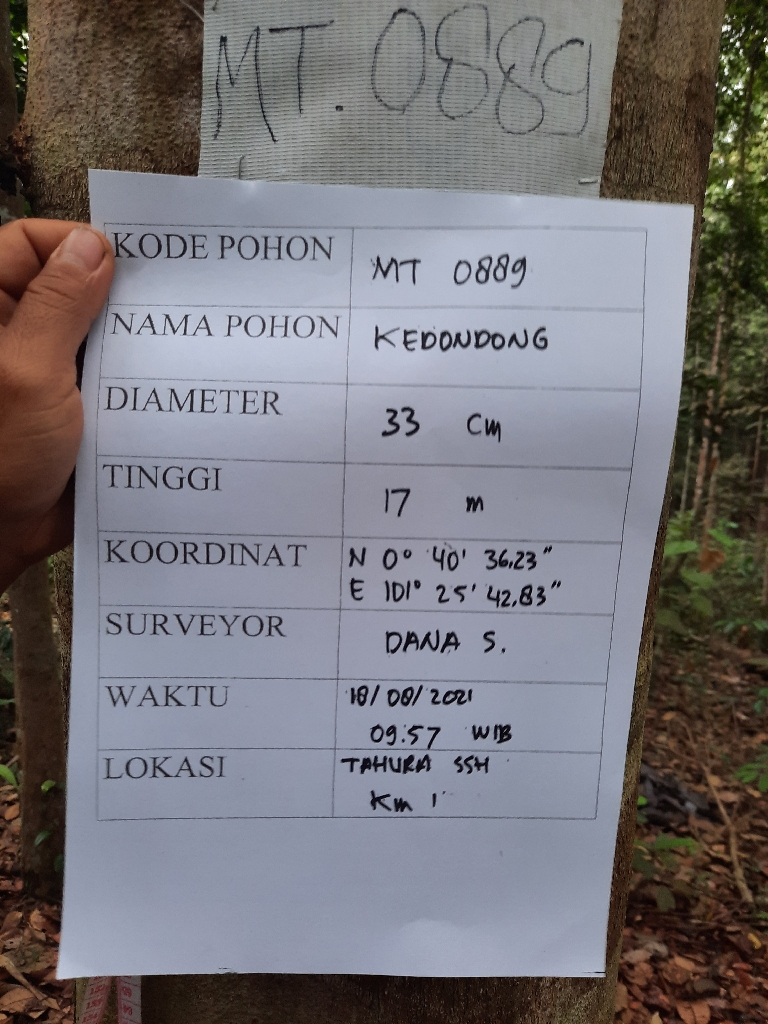 MT. 0889
KODE POHON MT 0889
NAMA POHON KEDONDONG
DIAMETER 33 Cm
TINGGI 17 m
KOORDINAT N 0° 40' 36.23"
E 101° 25' 42.83"
SURVEYOR DANA S.
WAKTU 18/08/2021
09:57 WIB
LOKASI TAHURA SSH
Km 1